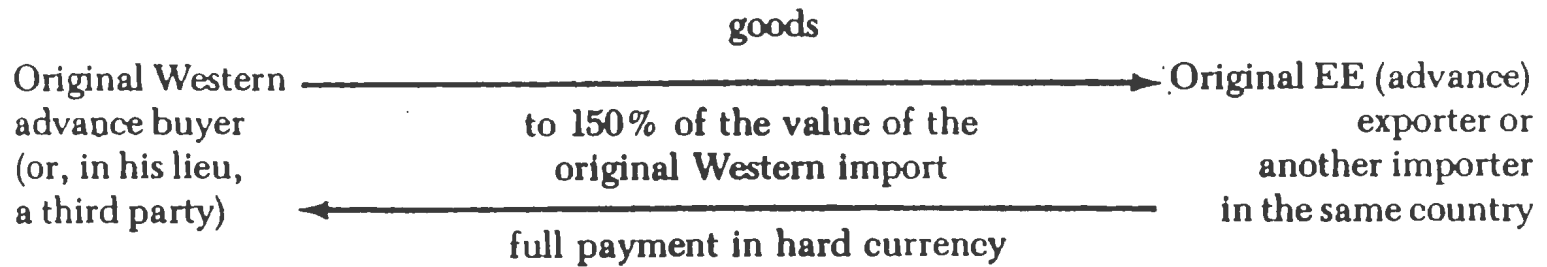 goods
Original Western
advance buyer
(or, in his lieu,
a third party)
to 150% of the value of the
original Western import
Original EE (advance)
exporter or
another importer
in the same country
full payment in hard currency